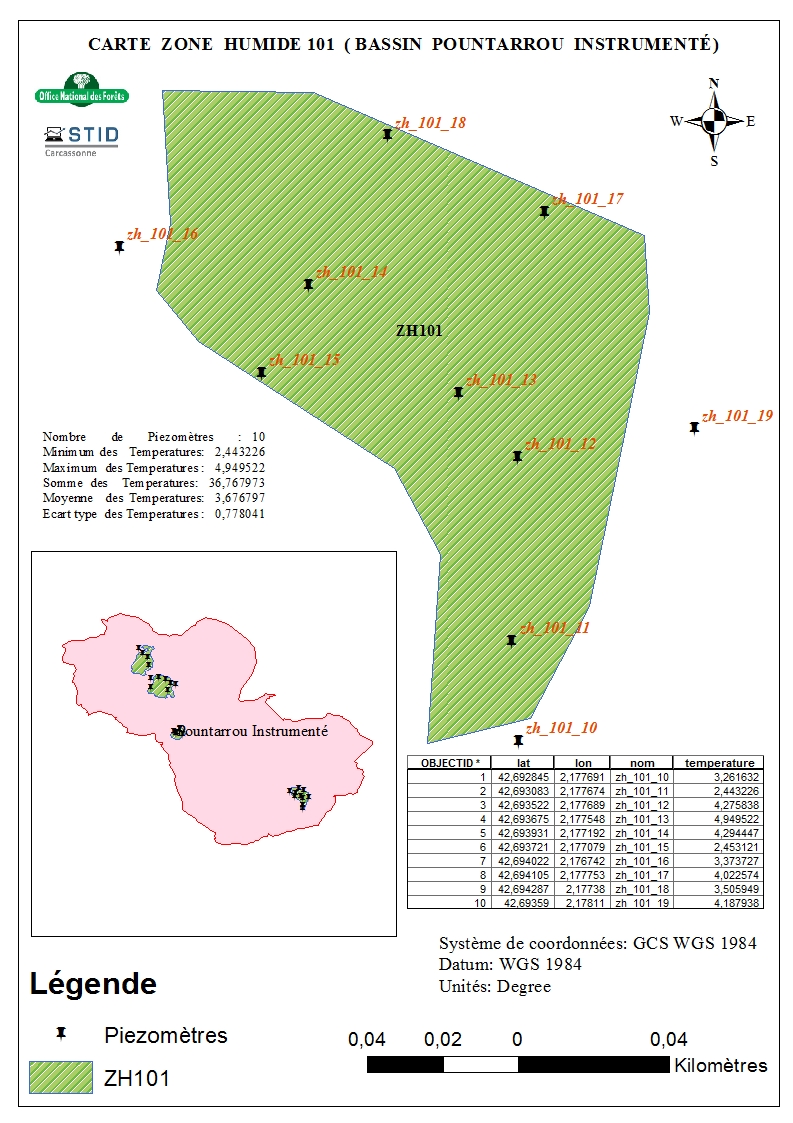 CARTE ZONE HUMIDE 101 ( BASSIN POUNTARROU INSTRUMENTÉ)
Office National des Forêts
STID
Carcassonne
N
W E
S
zh_101_18
zh_101_17
zh_101_16
zh_101_14
ZH101
zh_101_15
zh_101_13
zh_101_19
zh_101_12
Nombre de Piezomètres : 10
Minimum des Temperatures: 2,443226
Maximum des Temperatures : 4,949522
Somme des Temperatures: 36,767973
Moyenne des Temperatures: 3,676797
Ecart type des Temperatures : 0,778041
zh_101_11
zh_101_10
Pountarrou Instrumenté
OBJECTID * lat lon nom temperature
1 42,692845 2,177691 zh_101_10 3,261632
2 42,693083 2,177674 zh_101_11 2,443226
3 42,693522 2,177689 zh_101_12 4,275838
4 42,693675 2,177548 zh_101_13 4,949522
5 42,693931 2,177192 zh_101_14 4,294447
6 42,693721 2,177079 zh_101_15 2,453121
7 42,694022 2,176742 zh_101_16 3,373727
8 42,694105 2,177753 zh_101_17 4,022574
9 42,694287 2,17738 zh_101_18 3,505949
10 42,69359 2,17811 zh_101_19 4,187938
Système de coordonnées: GCS WGS 1984
Datum: WGS 1984
Unités: Degree
Légende
Piezomètres
ZH101
0,04 0,02 0 0,04
Kilomètres